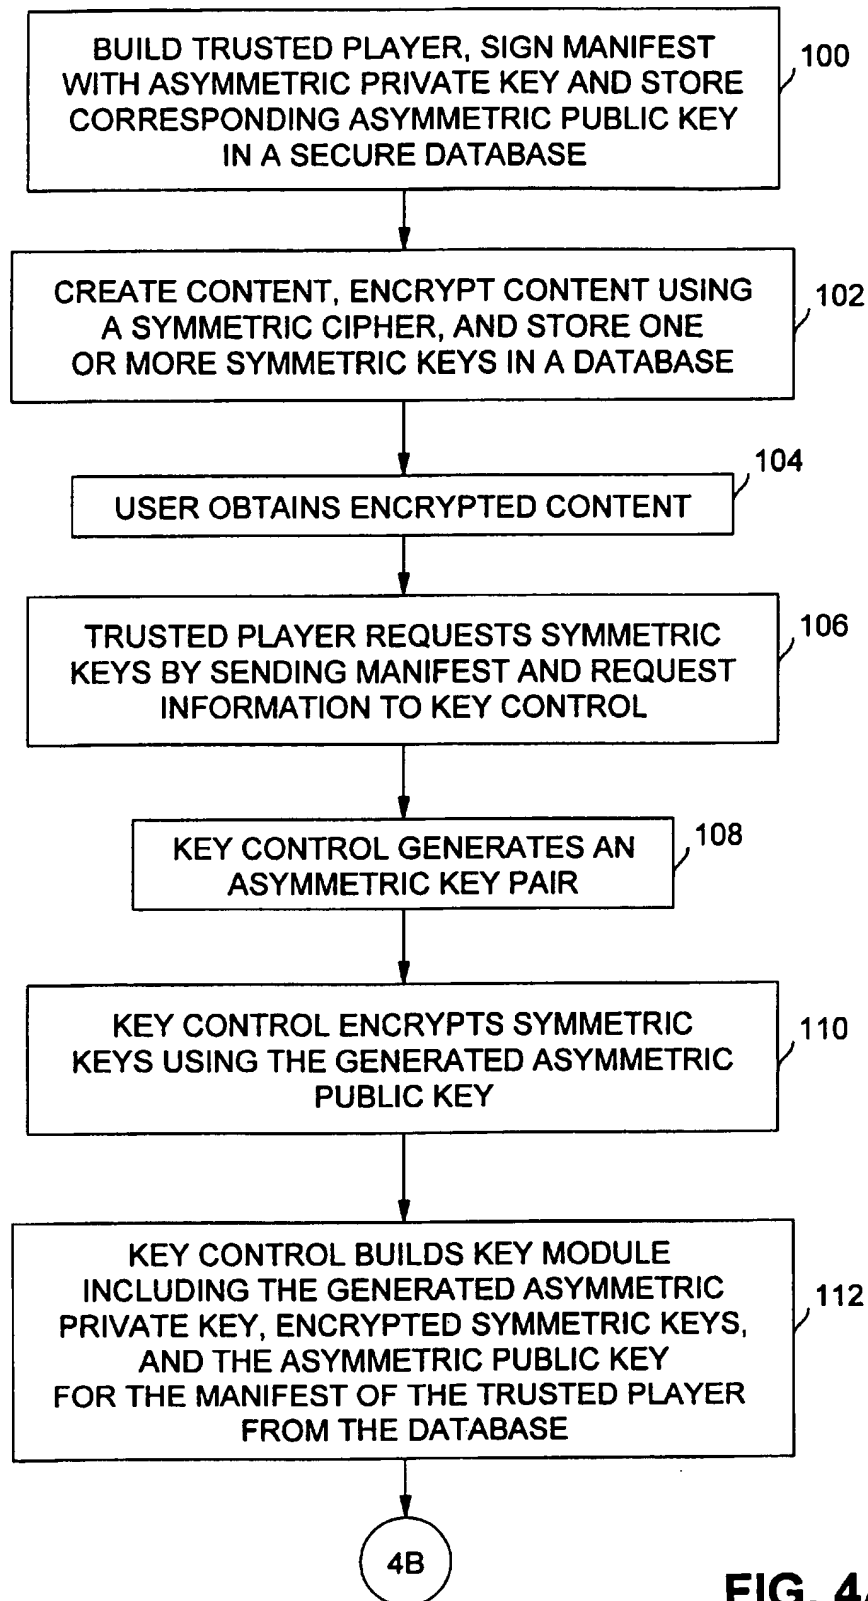 BUILD TRUSTED PLAYER, SIGN MANIFEST
WITH ASYMMETRIC PRIVATE KEY AND STORE
CORRESPONDING ASYMMETRIC PUBLIC KEY
IN A SECURE DATABASE
100
CREATE CONTENT, ENCRYPT CONTENT USING
A SYMMETRIC CIPHER, AND STORE ONE
OR MORE SYMMETRIC KEYS IN A DATABASE
102
104
USER OBTAINS ENCRYPTED CONTENT
TRUSTED PLAYER REQUESTS SYMMETRIC
KEYS BY SENDING MANIFEST AND REQUEST
INFORMATION TO KEY CONTROL
106
KEY CONTROL GENERATES AN
ASYMMETRIC KEY PAIR
108
KEY CONTROL ENCRYPTS SYMMETRIC
KEYS USING THE GENERATED ASYMMETRIC
PUBLIC KEY
110
KEY CONTROL BUILDS KEY MODULE
INCLUDING THE GENERATED ASYMMETRIC
PRIVATE KEY, ENCRYPTED SYMMETRIC KEYS,
AND THE ASYMMETRIC PUBLIC KEY
FOR THE MANIFEST OF THE TRUSTED PLAYER
FROM THE DATABASE
112
4B
FIG. 4A